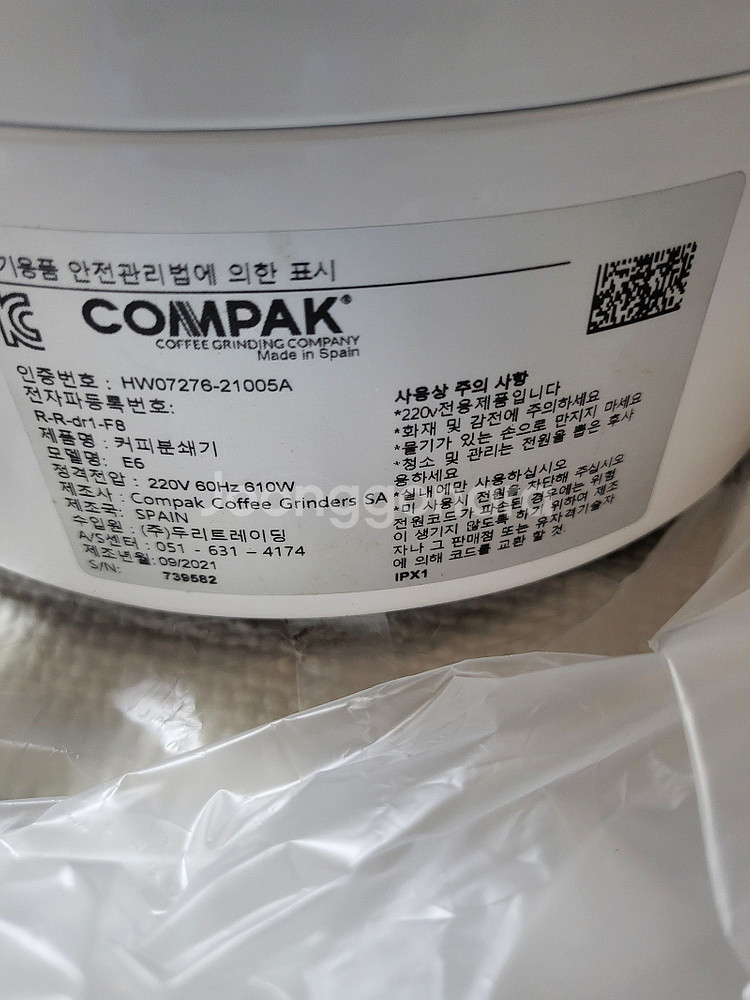 기용품 안전관리법에 의한 표시
COMPAK®
COFFEE GRINDING COMPANY
Made in Spain
인증번호 : HW07276-21005A
전자파등록번호:
R-R-dr1-F8
제품명 : 커피분쇄기
모델명: E6
정격전압 : 220V 60Hz 610W
제조사 : Compak Coffee Grinders SA
제조국: SPAIN
수입원 : (주)두리트레이딩
A/S센터 : 051 - 631 - 4174
제조년월: 09/2021
S/N: 739582
사용상 주의 사항
*220v전용제품입니다
*화재 및 감전에 주의하세요
*물기가 있는 손으로 만지지 마세요
*청소 및 관리는 전원을 뽑은 후사
용하세요
*실내에만 사용하십시오
*미 사용시 전원을 차단해 주십시오
전원코드가 파손된 경우에는 위험
이 생기지 않도록 하기 위하여 제조
자나 그 판매점 또는 유자격기술자
에 의해 코드를 교환 할 것
IPX1